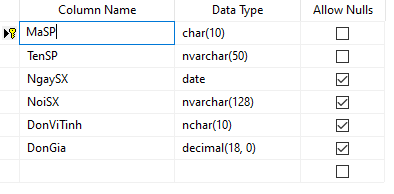 Column Name Data Type Allow Nulls
MaSP char(10)
TenSP nvarchar(50)
NgaySX date
NoiSX nvarchar(128)
DonViTinh nchar(10)
DonGia decimal(18, 0)